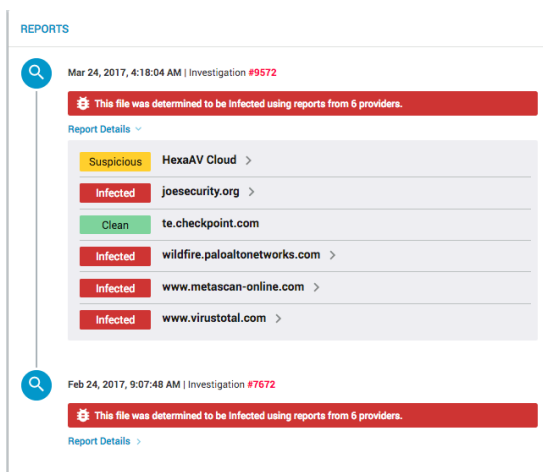 REPORTS
Mar 24, 2017, 4:18:04 AM | Investigation #9572
This file was determined to be Infected using reports from 6 providers.
Report Details
Suspicious HexaAV Cloud
Infected joesecurity.org
Clean te.checkpoint.com
Infected wildfire.paloaltonetworks.com
Infected www.metascan-online.com
Infected www.virustotal.com
Feb 24, 2017, 9:07:48 AM | Investigation #7672
This file was determined to be Infected using reports from 6 providers.
Report Details